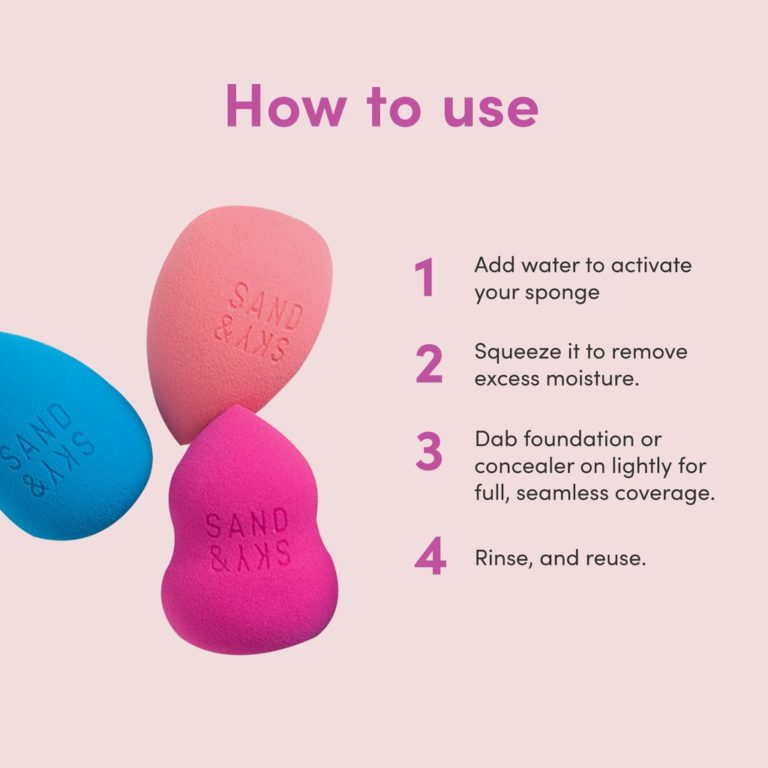 How to use
SAND
& SKY
SAND
& SKY
SAND
& SKY
1 Add water to activate
your sponge
2 Squeeze it to remove
excess moisture.
3 Dab foundation or
concealer on lightly for
full, seamless coverage.
4 Rinse, and reuse.